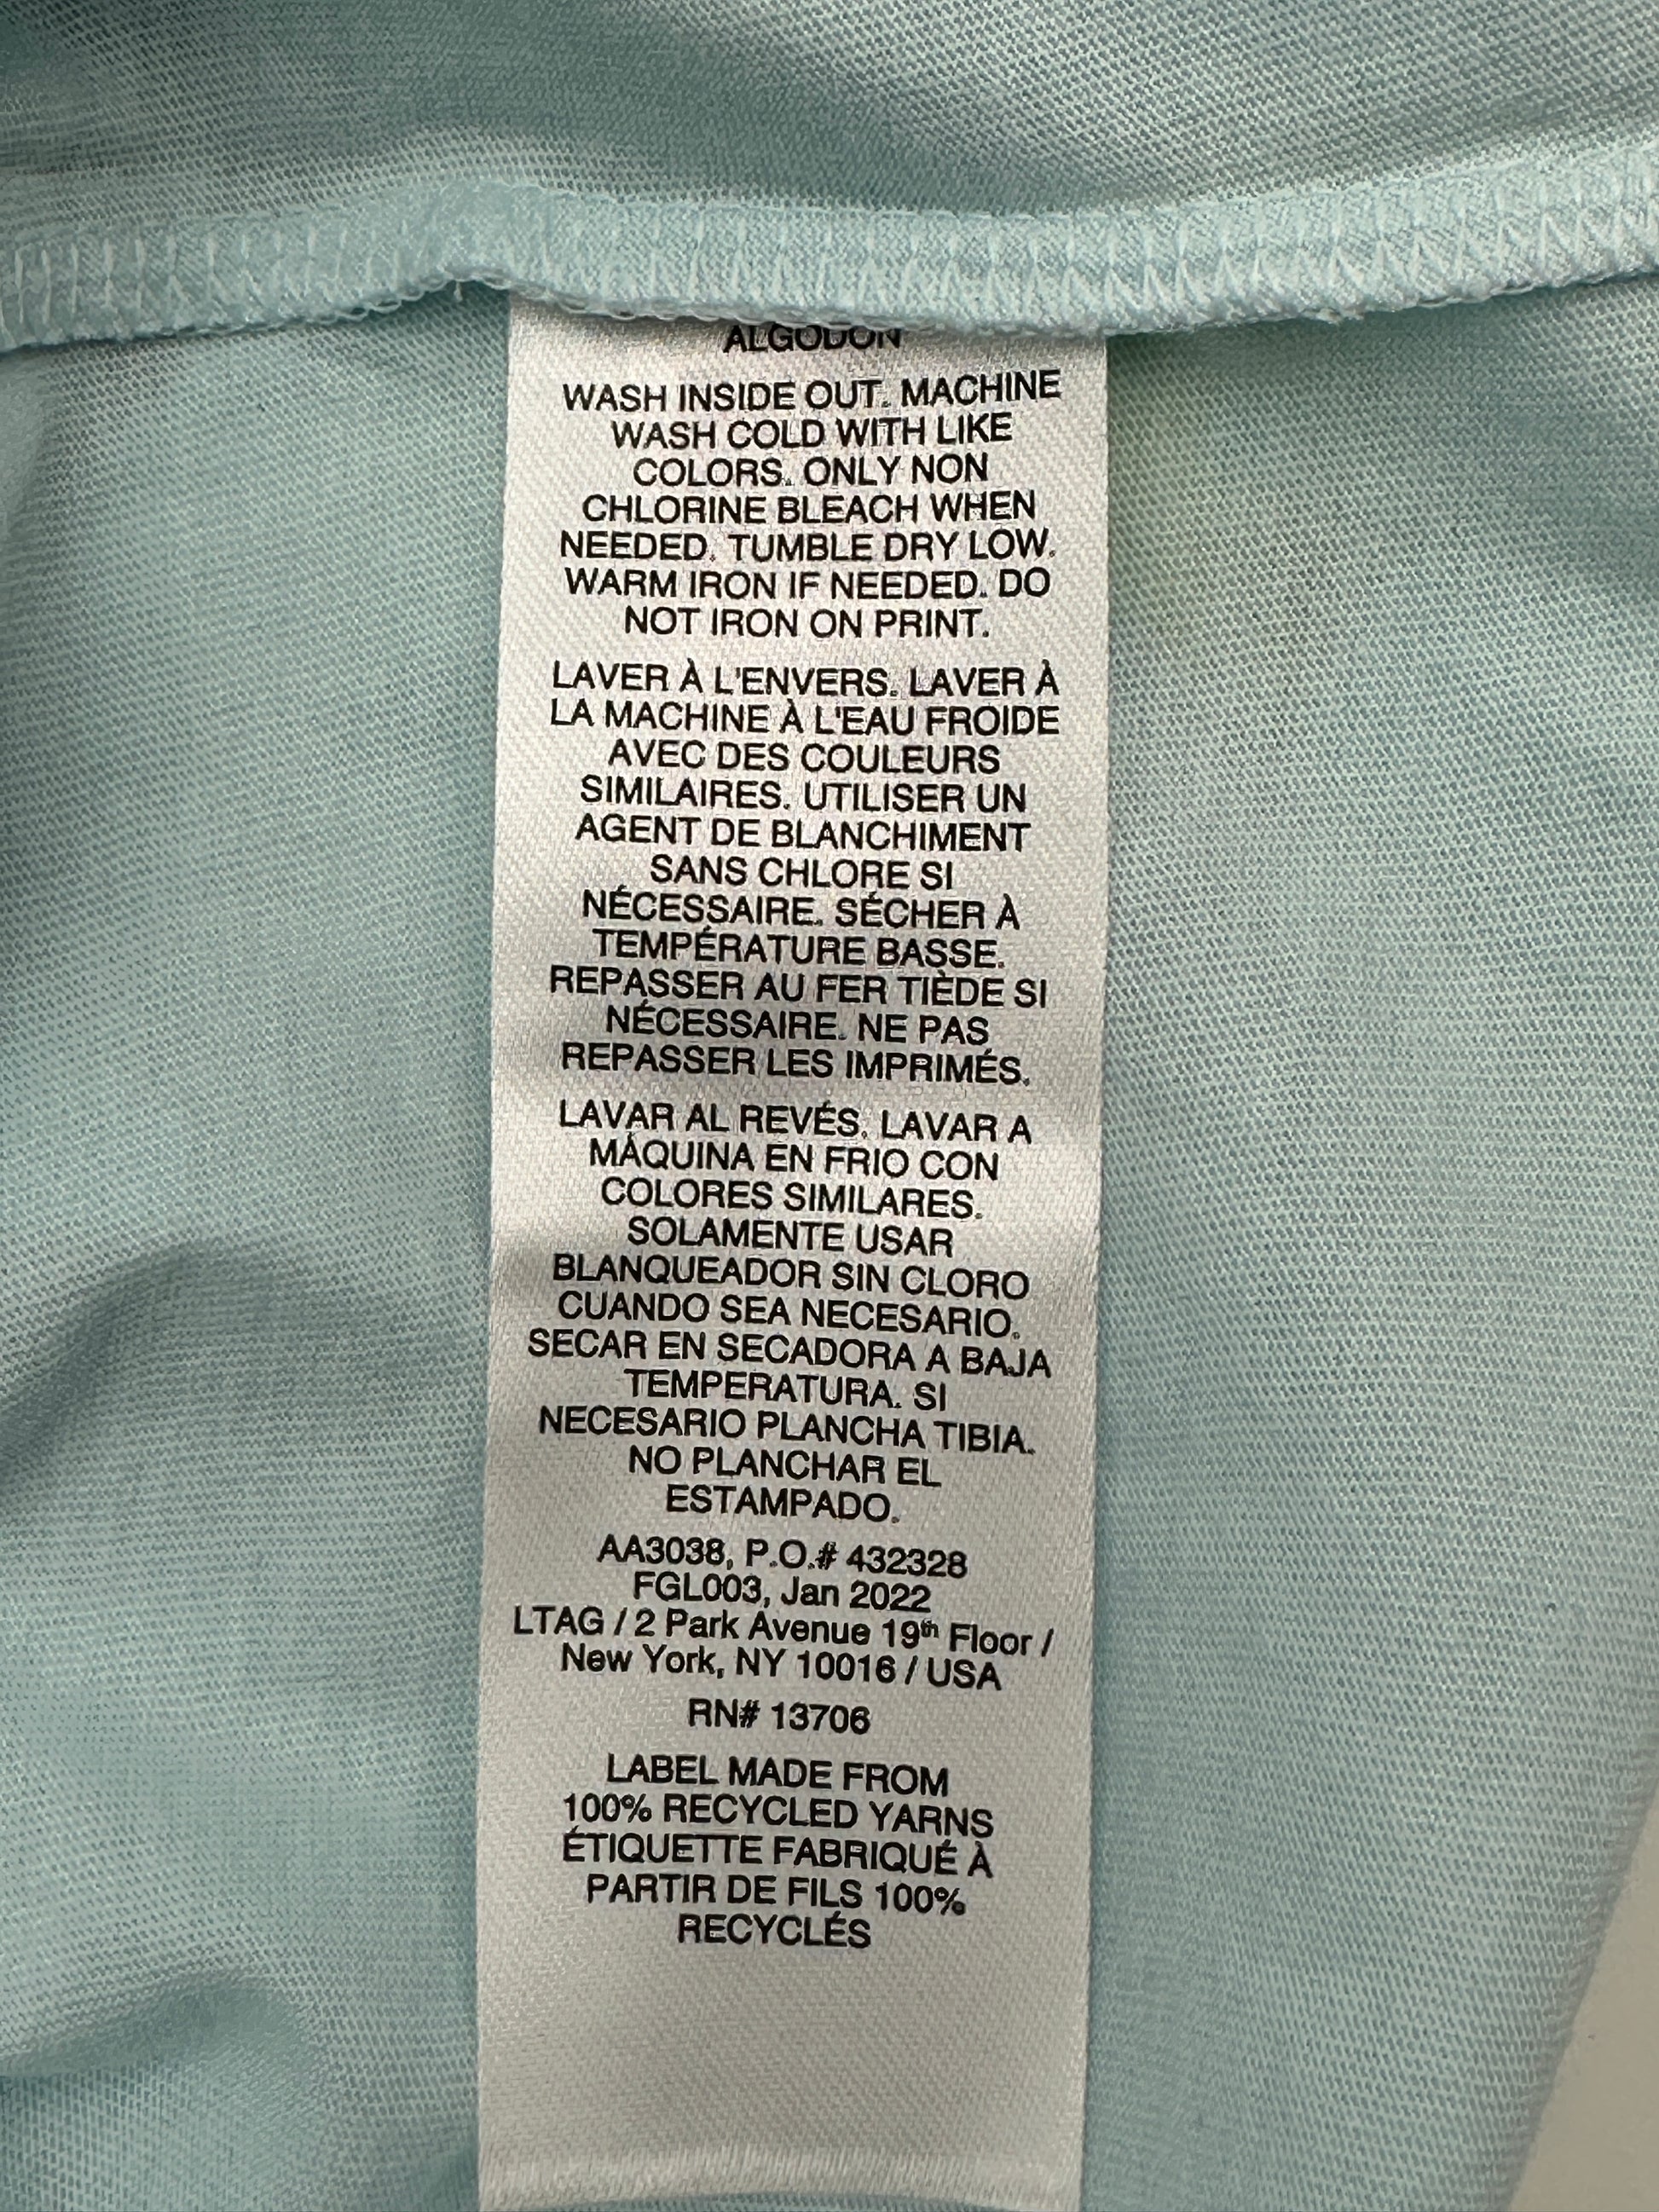 ALGODON
WASH INSIDE OUT. MACHINE
WASH COLD WITH LIKE
COLORS. ONLY NON
CHLORINE BLEACH WHEN
NEEDED. TUMBLE DRY LOW.
WARM IRON IF NEEDED. DO
NOT IRON ON PRINT.
LAVER À L'ENVERS. LAVER À
LA MACHINE À L'EAU FROIDE
AVEC DES COULEURS
SIMILAIRES. UTILISER UN
AGENT DE BLANCHIMENT
SANS CHLORE SI
NÉCESSAIRE. SÉCHER À
TEMPÉRATURE BASSE.
REPASSER AU FER TIÈDE SI
NÉCESSAIRE. NE PAS
REPASSER LES IMPRIMÉS.
LAVAR AL REVÉS. LAVAR A
MÁQUINA EN FRIO CON
COLORES SIMILARES.
SOLAMENTE USAR
BLANQUEADOR SIN CLORO
CUANDO SEA NECESARIO.
SECAR EN SECADORA A BAJA
TEMPERATURA. SI
NECESARIO PLANCHA TIBIA.
NO PLANCHAR EL
ESTAMPADO.
AA3038, P.O.# 432328
FGL003, Jan 2022
LTAG / 2 Park Avenue 19th Floor /
New York, NY 10016 / USA
RN# 13706
LABEL MADE FROM
100% RECYCLED YARNS
ÉTIQUETTE FABRIQUÉ À
PARTIR DE FILS 100%
RECYCLÉS